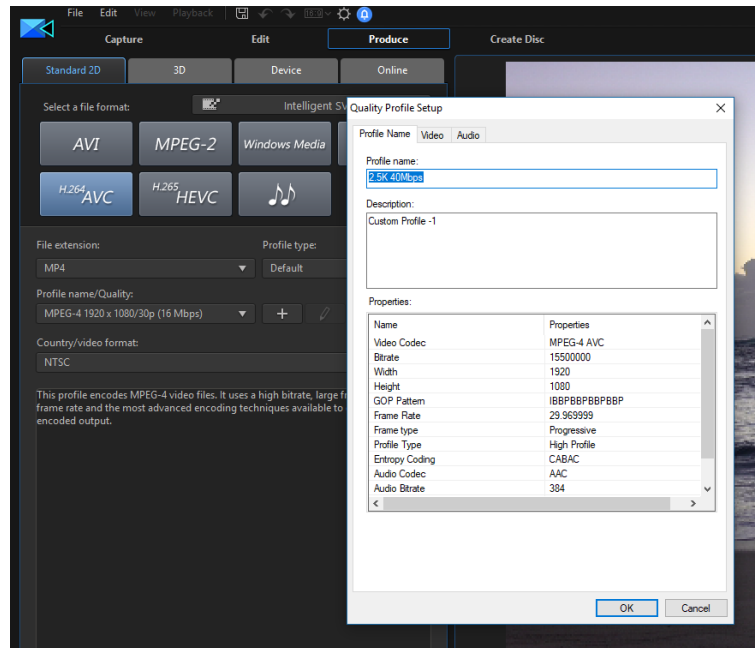 File Edit View Playback 16:9
Capture Edit Produce Create Disc
Standard 2D 3D Device Online
Select a file format: Intelligent SV
AVI MPEG-2 Windows Media
H.264 AVC H.265 HEVC
File extension: Profile type:
MP4 Default
Profile name/Quality:
MPEG-4 1920 x 1080/30p (16 Mbps)
Country/video format:
NTSC
This profile encodes MPEG-4 video files. It uses a high bitrate, large fr
frame rate and the most advanced encoding techniques available to
encoded output.
Quality Profile Setup
Profile Name Video Audio
Profile name:
2.5K 40Mbps
Description:
Custom Profile -1
Properties:
Name Properties
Video Codec MPEG-4 AVC
Bitrate 15500000
Width 1920
Height 1080
GOP Pattern IBBPBBPBBPBBP
Frame Rate 29.969999
Frame type Progressive
Profile Type High Profile
Entropy Coding CABAC
Audio Codec AAC
Audio Bitrate 384
OK Cancel